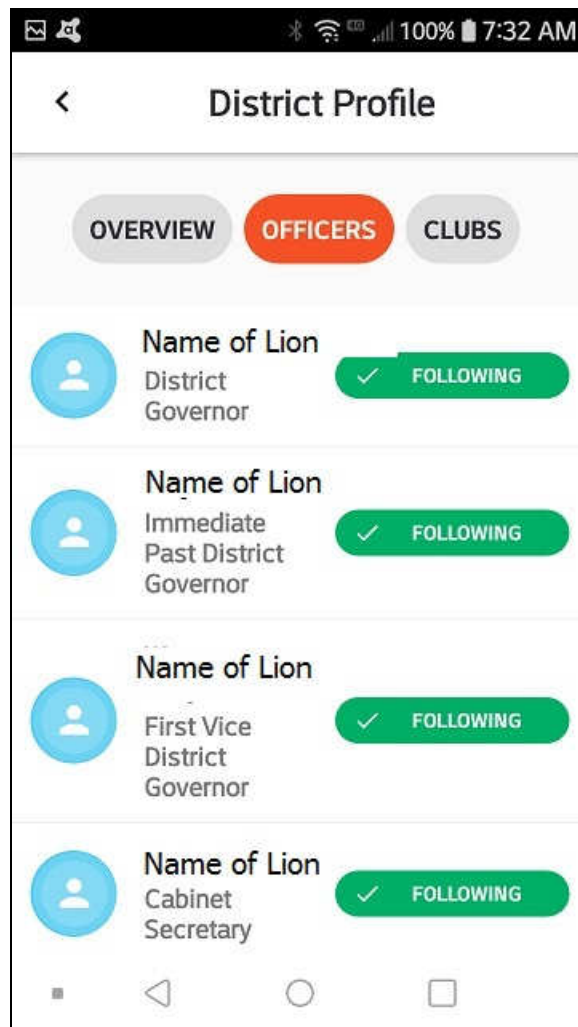 100% 7:32 AM
District Profile
OVERVIEW OFFICERS CLUBS
Name of Lion
District
Governor
FOLLOWING
Name of Lion
Immediate
Past District
Governor
FOLLOWING
Name of Lion
First Vice
District
Governor
FOLLOWING
Name of Lion
Cabinet
Secretary
FOLLOWING